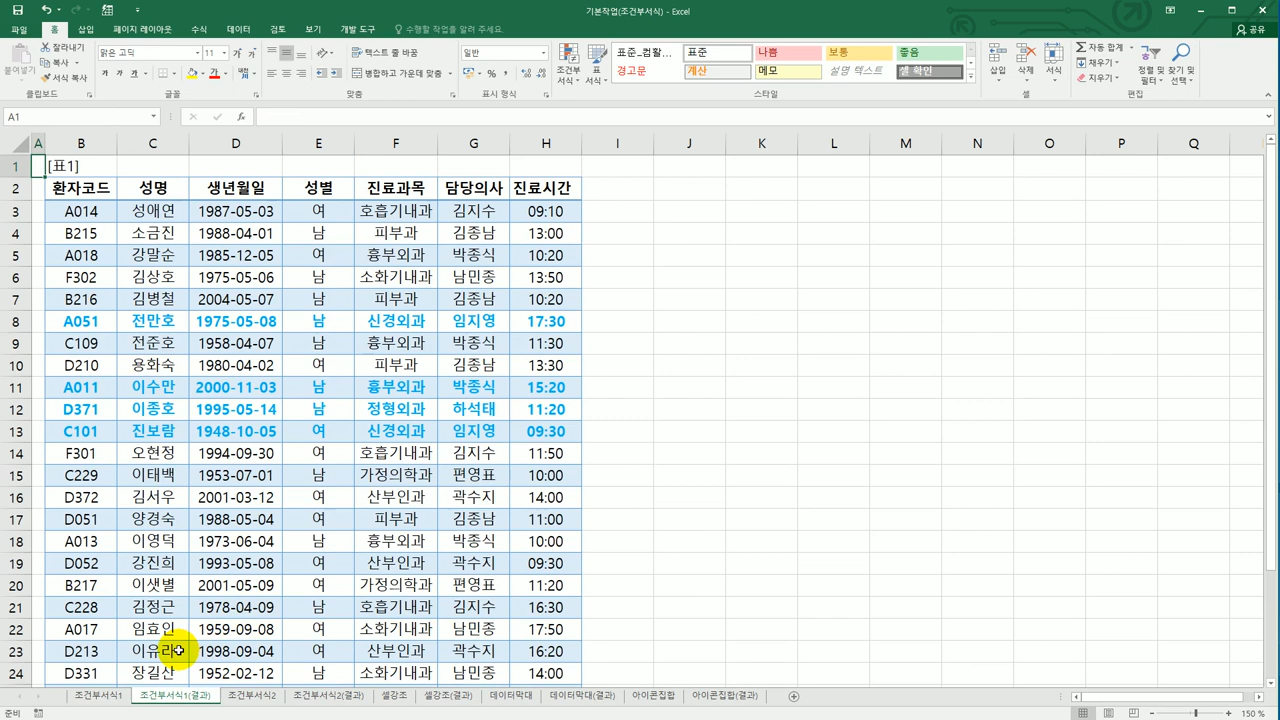 기본작업(조건부서식) - Excel
파일 홈 삽입 페이지 레이아웃 수식 데이터 검토 보기 개발 도구 수행할 작업을 알려 주세요. 공유
잘라내기 맑은 고딕 11 텍스트 줄 바꿈 일반 표준_컴활... 표준 나쁨 보통 좋음 자동 합계
붙여넣기 복사 병합하고 가운데 맞춤 조건부 서식 표 서식 경고문 계산 메모 설명 텍스트 셀 확인 삽입 삭제 서식 채우기 정렬 및 필터 찾기 및 선택
서식 복사 지우기
클립보드 글꼴 맞춤 표시 형식 스타일 셀 편집
A1 fx
A B C D E F G H I J K L M N O P Q
1 [표1]
2 환자코드 성명 생년월일 성별 진료과목 담당의사 진료시간
3 A014 성애연 1987-05-03 여 호흡기내과 김지수 09:10
4 B215 소금진 1988-04-01 남 피부과 김종남 13:00
5 A018 강말순 1985-12-05 여 흉부외과 박종식 10:20
6 F302 김상호 1975-05-06 남 소화기내과 남민종 13:50
7 B216 김병철 2004-05-07 남 피부과 김종남 10:20
8 A051 전만호 1975-05-08 남 신경외과 임지영 17:30
9 C109 전준호 1958-04-07 남 흉부외과 박종식 11:30
10 D210 용화숙 1980-04-02 여 피부과 김종남 13:30
11 A011 이수만 2000-11-03 남 흉부외과 박종식 15:20
12 D371 이종호 1995-05-14 남 정형외과 하석태 11:20
13 C101 진보람 1948-10-05 여 신경외과 임지영 09:30
14 F301 오현정 1994-09-30 여 호흡기내과 김지수 11:50
15 C229 이태백 1953-07-01 남 가정의학과 편영표 10:00
16 D372 김서우 2001-03-12 여 산부인과 곽수지 14:00
17 D051 양경숙 1988-05-04 여 피부과 김종남 11:00
18 A013 이영덕 1973-06-04 남 흉부외과 박종식 10:00
19 D052 강진희 1993-05-08 여 산부인과 곽수지 09:30
20 B217 이샛별 2001-05-09 여 가정의학과 편영표 11:20
21 C228 김정근 1978-04-09 남 호흡기내과 김지수 16:30
22 A017 임효인 1959-09-08 여 소화기내과 남민종 17:50
23 D213 이유라 1998-09-04 여 산부인과 곽수지 16:20
24 D331 장길산 1952-02-12 남 소화기내과 남민종 14:00
조건부서식1 조건부서식1(결과) 조건부서식2 조건부서식2(결과) 셀강조 셀강조(결과) 데이터막대 데이터막대(결과) 아이콘집합 아이콘집합(결과)
준비 150 %